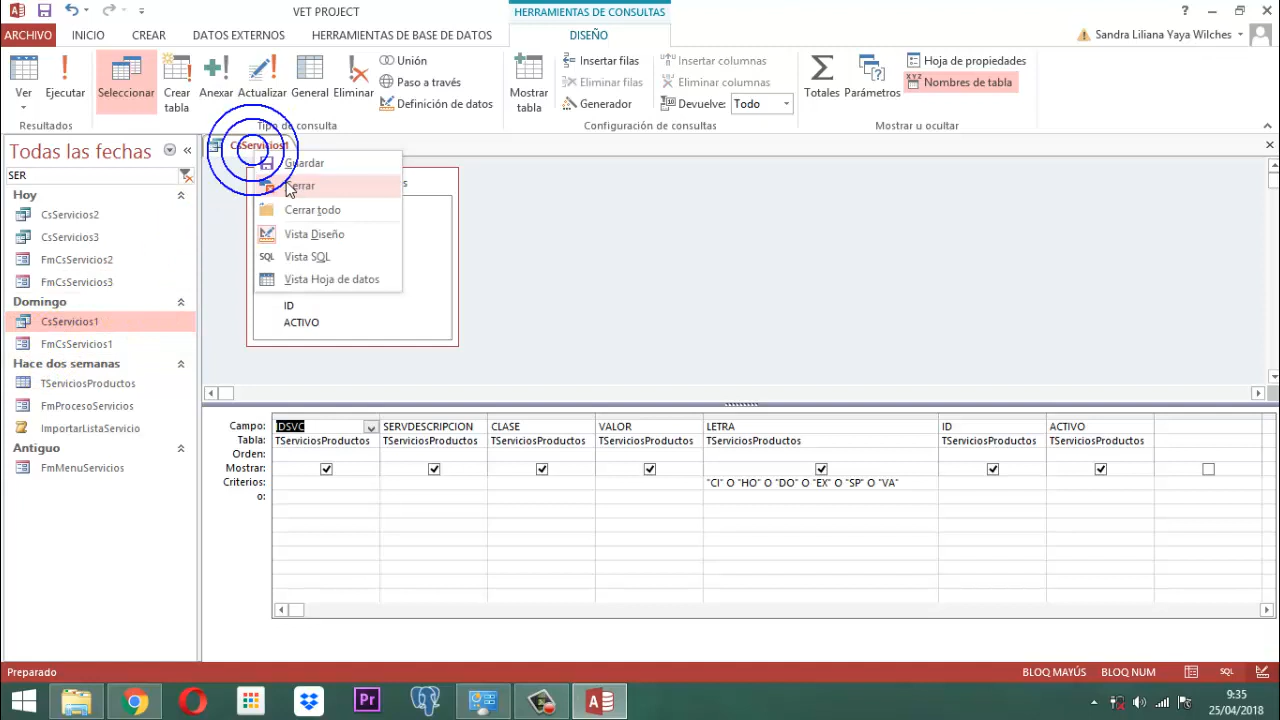 VET PROJECT
HERRAMIENTAS DE CONSULTAS
ARCHIVO INICIO CREAR DATOS EXTERNOS HERRAMIENTAS DE BASE DE DATOS DISEÑO
Sandra Liliana Yaya Wilches
Ver
Ejecutar
Seleccionar
Crear tabla
Anexar
Actualizar
General
Eliminar
Unión
Paso a través
Definición de datos
Mostrar tabla
Insertar filas
Eliminar filas
Generador
Insertar columnas
Eliminar columnas
Devuelve: Todo
Totales
Parámetros
Hoja de propiedades
Nombres de tabla
Resultados
Tipo de consulta
Configuración de consultas
Mostrar u ocultar
Todas las fechas
SER
Hoy
CsServicios2
CsServicios3
FmCsServicios2
FmCsServicios3
Domingo
CsServicios1
FmCsServicios1
Hace dos semanas
TServiciosProductos
FmProcesoServicios
ImportarListaServicio
Antiguo
FmMenuServicios
CsServicios1
Guardar
Cerrar
Cerrar todo
Vista Diseño
SQL Vista SQL
Vista Hoja de datos
ID
ACTIVO
Campo: IDSVC SERVDESCRIPCION CLASE VALOR LETRA ID ACTIVO
Tabla: TServiciosProductos TServiciosProductos TServiciosProductos TServiciosProductos TServiciosProductos TServiciosProductos TServiciosProductos
Orden:
Mostrar:
Criterios: "CI" O "HO" O "DO" O "EX" O "SP" O "VA"
o:
Preparado
BLOQ MAYÚS BLOQ NUM SQL
Pr
9:35
25/04/2018